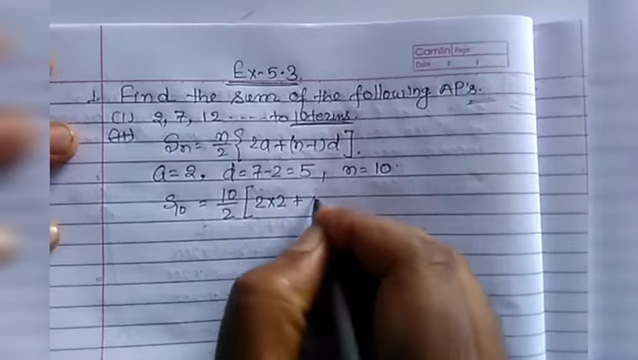 Camlin Page
Date
Ex-5.3.
1. Find the sum of the following AP's.
(1) 2, 7, 12 ..... to 10 terms.
Sn = n/2 { 2a + (n-1)d ].
a = 2, d = 7-2 = 5, n = 10.
S10 = 10/2 [ 2×2 +